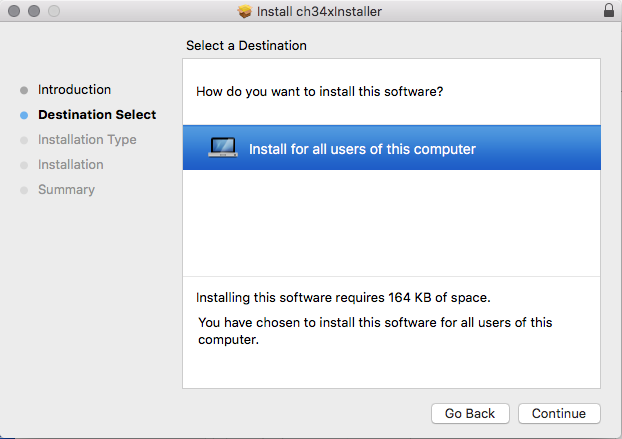 Install ch34xInstaller
Select a Destination
Introduction
Destination Select
Installation Type
Installation
Summary
How do you want to install this software?
Install for all users of this computer
Installing this software requires 164 KB of space.
You have chosen to install this software for all users of this
computer.
Go Back
Continue